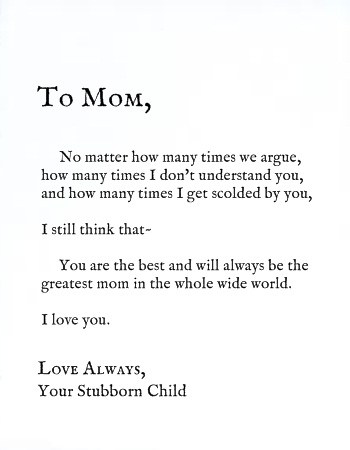 To Mom,
No matter how many times we argue,
how many times I don't understand you,
and how many times I get scolded by you,
I still think that~
You are the best and will always be the
greatest mom in the whole wide world.
I love you.
Love Always,
Your Stubborn Child